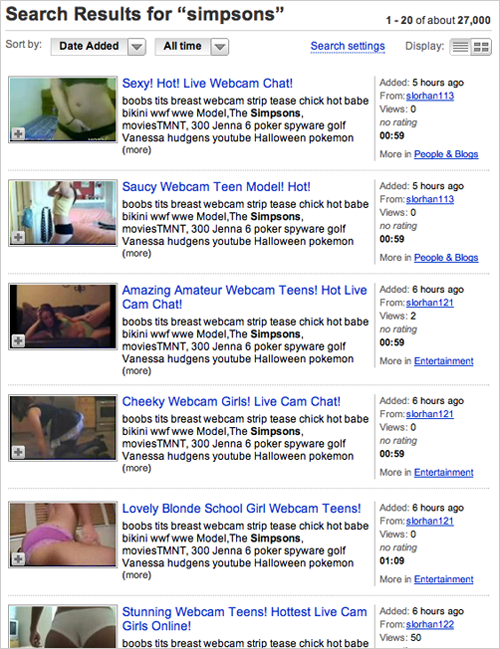 Search Results for “simpsons”
1 - 20 of about 27,000
Sort by: Date Added All time Search settings Display:
Sexy! Hot! Live Webcam Chat!
boobs tits breast webcam strip tease chick hot babe
bikini wwf wwe Model,The Simpsons,
moviesTMNT, 300 Jenna 6 poker spyware golf
Vanessa hudgens youtube Halloween pokemon
(more)
Added: 5 hours ago
From: slorhan113
Views: 0
no rating
00:59
More in People & Blogs
Saucy Webcam Teen Model! Hot!
boobs tits breast webcam strip tease chick hot babe
bikini wwf wwe Model,The Simpsons,
moviesTMNT, 300 Jenna 6 poker spyware golf
Vanessa hudgens youtube Halloween pokemon
(more)
Added: 5 hours ago
From: slorhan113
Views: 0
no rating
00:59
More in People & Blogs
Amazing Amateur Webcam Teens! Hot Live
Cam Chat!
boobs tits breast webcam strip tease chick hot babe
bikini wwf wwe Model,The Simpsons,
moviesTMNT, 300 Jenna 6 poker spyware golf
Vanessa hudgens youtube Halloween pokemon
(more)
Added: 6 hours ago
From: slorhan121
Views: 2
no rating
00:59
More in Entertainment
Cheeky Webcam Girls! Live Cam Chat!
boobs tits breast webcam strip tease chick hot babe
bikini wwf wwe Model,The Simpsons,
moviesTMNT, 300 Jenna 6 poker spyware golf
Vanessa hudgens youtube Halloween pokemon
(more)
Added: 6 hours ago
From: slorhan121
Views: 0
no rating
00:59
More in Entertainment
Lovely Blonde School Girl Webcam Teens!
boobs tits breast webcam strip tease chick hot babe
bikini wwf wwe Model,The Simpsons,
moviesTMNT, 300 Jenna 6 poker spyware golf
Vanessa hudgens youtube Halloween pokemon
(more)
Added: 6 hours ago
From: slorhan121
Views: 0
no rating
01:09
More in Entertainment
Stunning Webcam Teens! Hottest Live Cam
Girls Online!
boobs tits breast webcam strip tease chick hot babe
Added: 6 hours ago
From: slorhan122
Views: 50